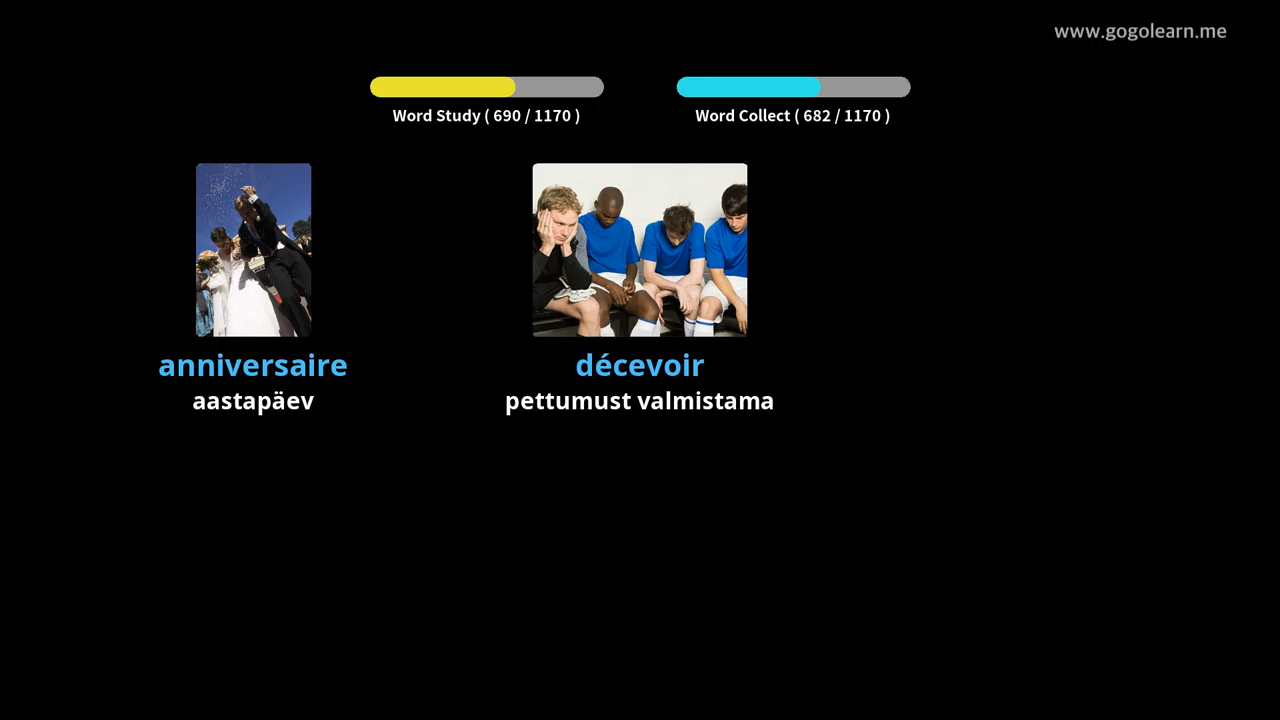 www.gogolearn.me
Word Study ( 690 / 1170 )
Word Collect ( 682 / 1170 )
anniversaire
aastapäev
décevoir
pettumust valmistama